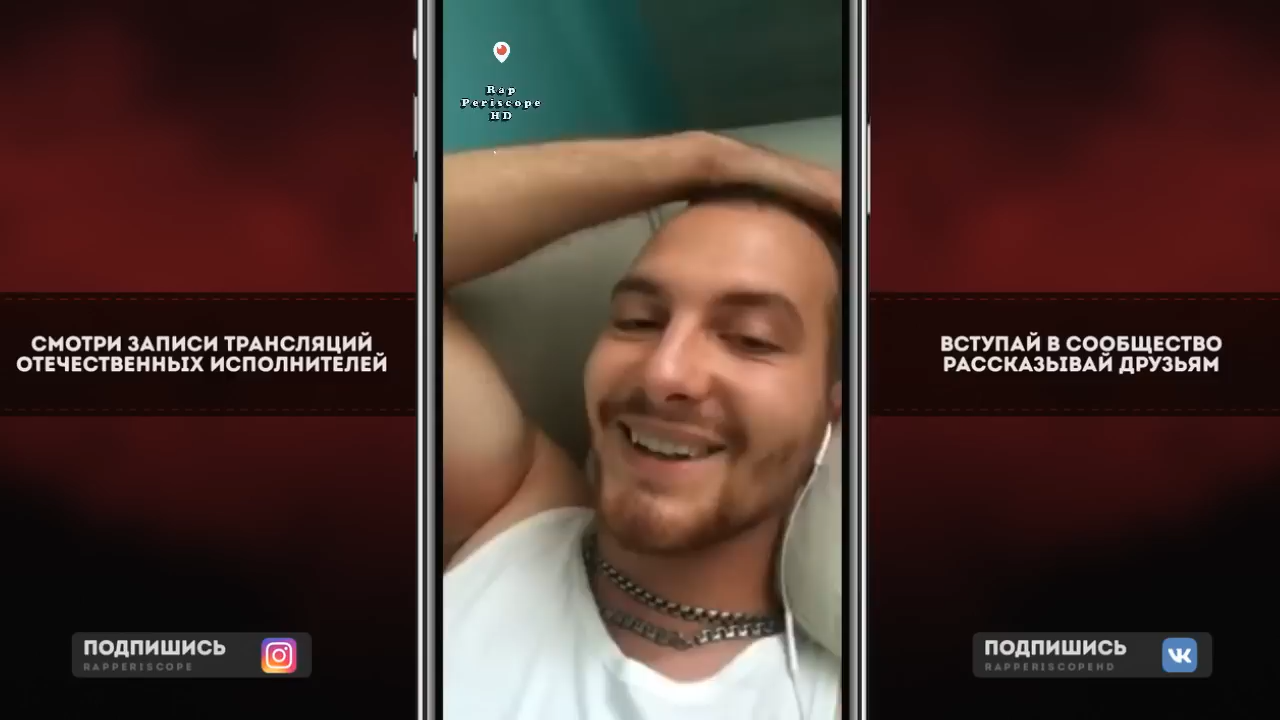 Rap
Periscope
HD
СМОТРИ ЗАПИСИ ТРАНСЛЯЦИЙ
ОТЕЧЕСТВЕННЫХ ИСПОЛНИТЕЛЕЙ
ВСТУПАЙ В СООБЩЕСТВО
РАССКАЗЫВАЙ ДРУЗЬЯМ
ПОДПИШИСЬ
RAPPERISCOPE
ПОДПИШИСЬ
RAPPERISCOPEHD